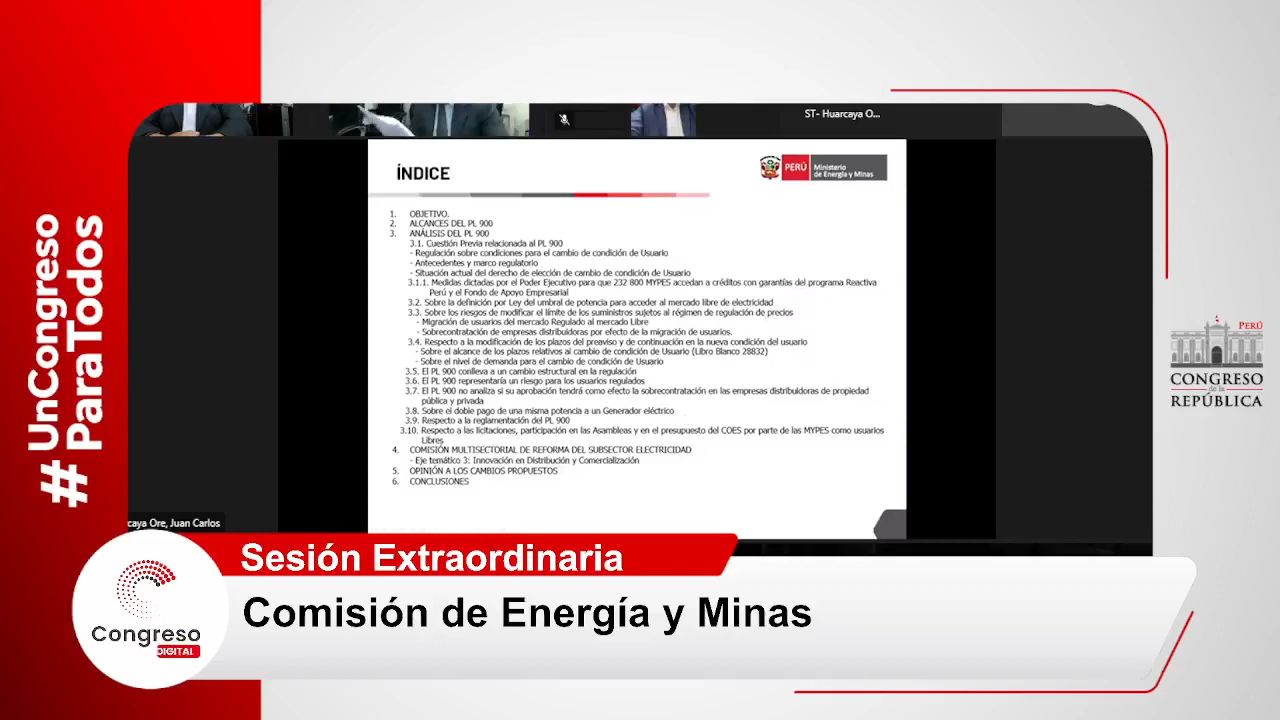 #UnCongreso
ParaTodos
ST- Huarcaya O...
ÍNDICE
PERÚ
Ministerio
de Energía y Minas
1. OBJETIVO.
2. ALCANCES DEL PL 900
3. ANÁLISIS DEL PL 900
3.1. Cuestión Previa relacionada al PL 900
- Regulación sobre condiciones para el cambio de condición de Usuario
- Antecedentes y marco regulatorio
- Situación actual del derecho de elección de cambio de condición de Usuario
3.1.1. Medidas dictadas por el Poder Ejecutivo para que 232 800 MYPES accedan a créditos con garantías del programa Reactiva
Perú y el Fondo de Apoyo Empresarial
3.2. Sobre la definición por Ley del umbral de potencia para acceder al mercado libre de electricidad
3.3. Sobre los riesgos de modificar el límite de los suministros sujetos al régimen de regulación de precios
- Migración de usuarios del mercado Regulado al mercado Libre
- Sobrecontratación de empresas distribuidoras por efecto de la migración de usuarios.
3.4. Respecto a la modificación de los plazos del preaviso y de continuación en la nueva condición del usuario
- Sobre el alcance de los plazos relativos al cambio de condición de Usuario (Libro Blanco 28832)
- Sobre el nivel de demanda para el cambio de condición de Usuario
3.5. El PL 900 conlleva a un cambio estructural en la regulación
3.6. El PL 900 representaría un riesgo para los usuarios regulados
3.7. El PL 900 no analiza si su aprobación tendrá como efecto la sobrecontratación en las empresas distribuidoras de propiedad
pública y privada
3.8. Sobre el doble pago de una misma potencia a un Generador eléctrico
3.9. Respecto a la reglamentación del PL 900
3.10. Respecto a las licitaciones, participación en las Asambleas y en el presupuesto del COES por parte de las MYPES como usuarios
Libres
4. COMISIÓN MULTISECTORIAL DE REFORMA DEL SUBSECTOR ELECTRICIDAD
- Eje temático 3: Innovación en Distribución y Comercialización
5. OPINIÓN A LOS CAMBIOS PROPUESTOS
6. CONCLUSIONES
PERÚ
CONGRESO
de la
REPÚBLICA
caya Ore, Juan Carlos
Sesión Extraordinaria
Comisión de Energía y Minas
Congreso
DIGITAL